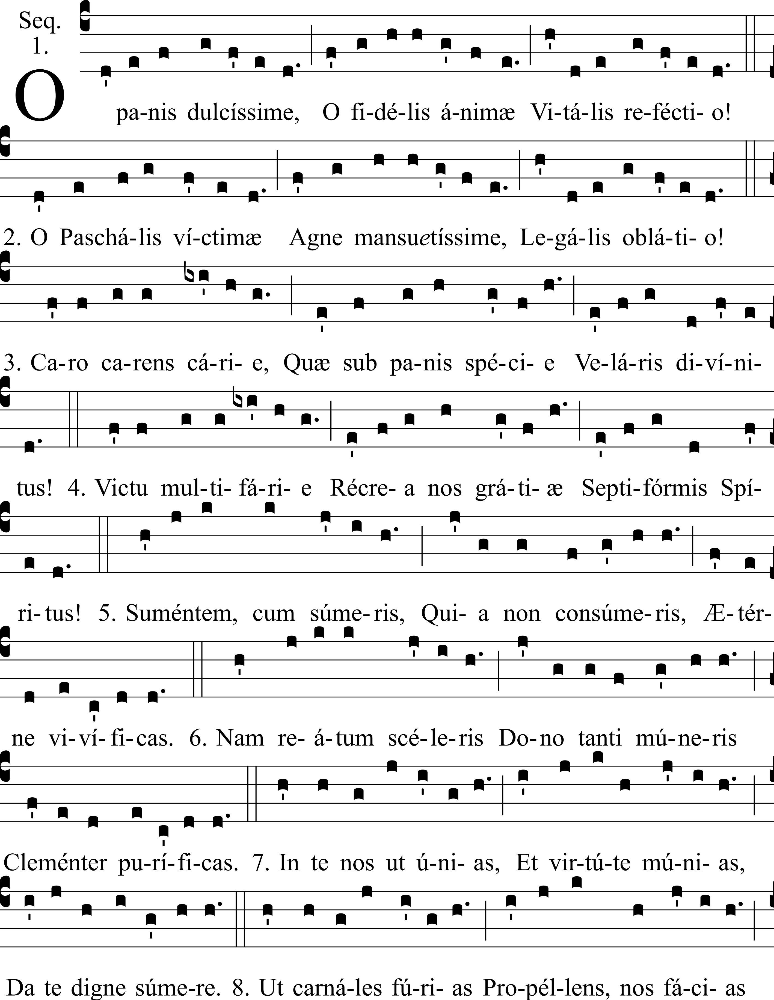 Seq.
1.
O pa-nis dulcíssime, O fi-dé-lis á-nimæ Vi-tá-lis re-fécti- o!
2. O Paschá-lis ví-ctimæ Agne mansuetíssime, Le-gá-lis oblá-ti- o!
3. Ca-ro ca-rens cá-ri- e, Quæ sub pa-nis spé-ci- e Ve-lá-ris di-ví-ni-
tus! 4. Victu mul-ti- fá-ri- e Récre- a nos grá-ti- æ Septi-fórmis Spí-
ri- tus! 5. Suméntem, cum súme- ris, Qui- a non consúme- ris, Æ-tér-
ne vi-ví- fi-cas. 6. Nam re- á-tum scé-le-ris Do-no tanti mú-ne-ris
Cleménter pu-rí-fi-cas. 7. In te nos ut ú-ni- as, Et vir-tú-te mú-ni- as,
Da te digne súme-re. 8. Ut carná-les fú-ri- as Pro-pél-lens, nos fá-ci- as